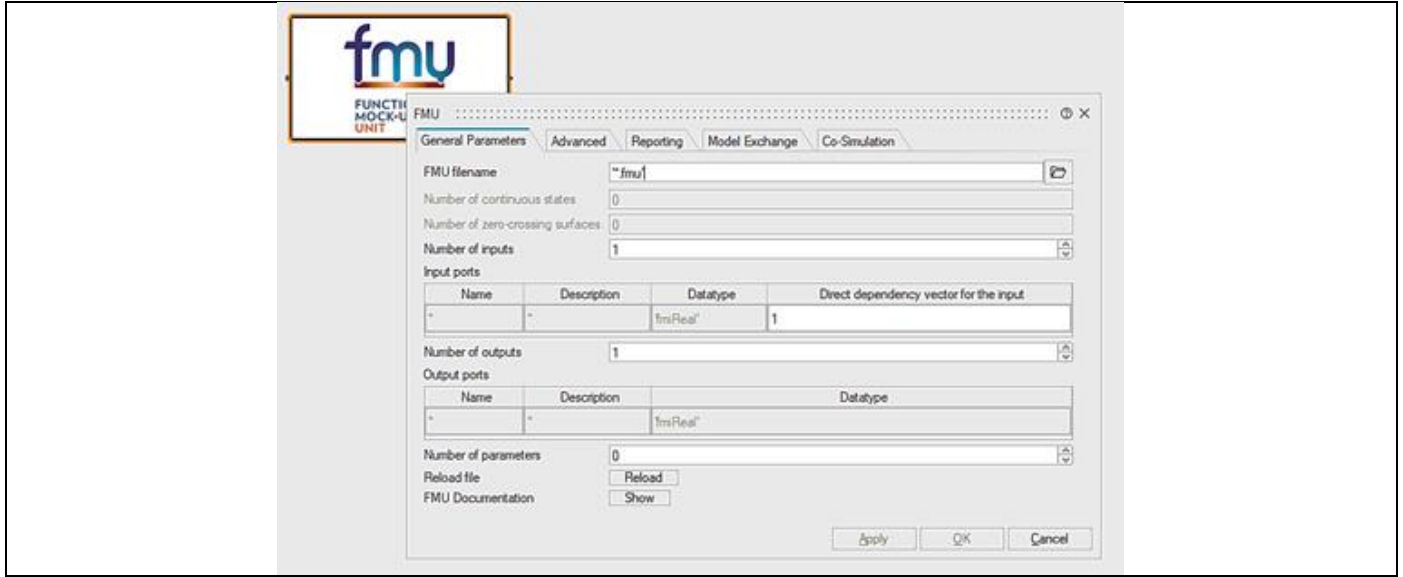 fmu
FUNCTIO
MOCK-U
UNIT
FMU
General Parameters Advanced Reporting Model Exchange Co-Simulation
FMU filename '*.fmu'
Number of continuous states 0
Number of zero-crossing surfaces 0
Number of inputs 1
Input ports
Name Description Datatype Direct dependency vector for the input
'' '' 'fmiReal' 1
Number of outputs 1
Output ports
Name Description Datatype
'' '' 'fmiReal'
Number of parameters 0
Reload file Reload
FMU Documentation Show
Apply OK Cancel